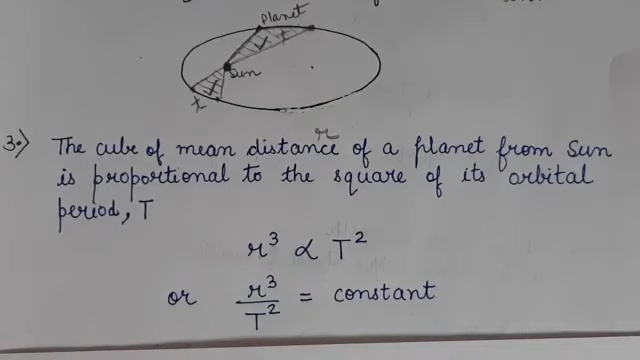 Planet
Sun
t
t
t
3.) The cube of mean distance r of a planet from Sun
is proportional to the square of its orbital
period, T
r³ ∝ T²
or r³/T² = constant